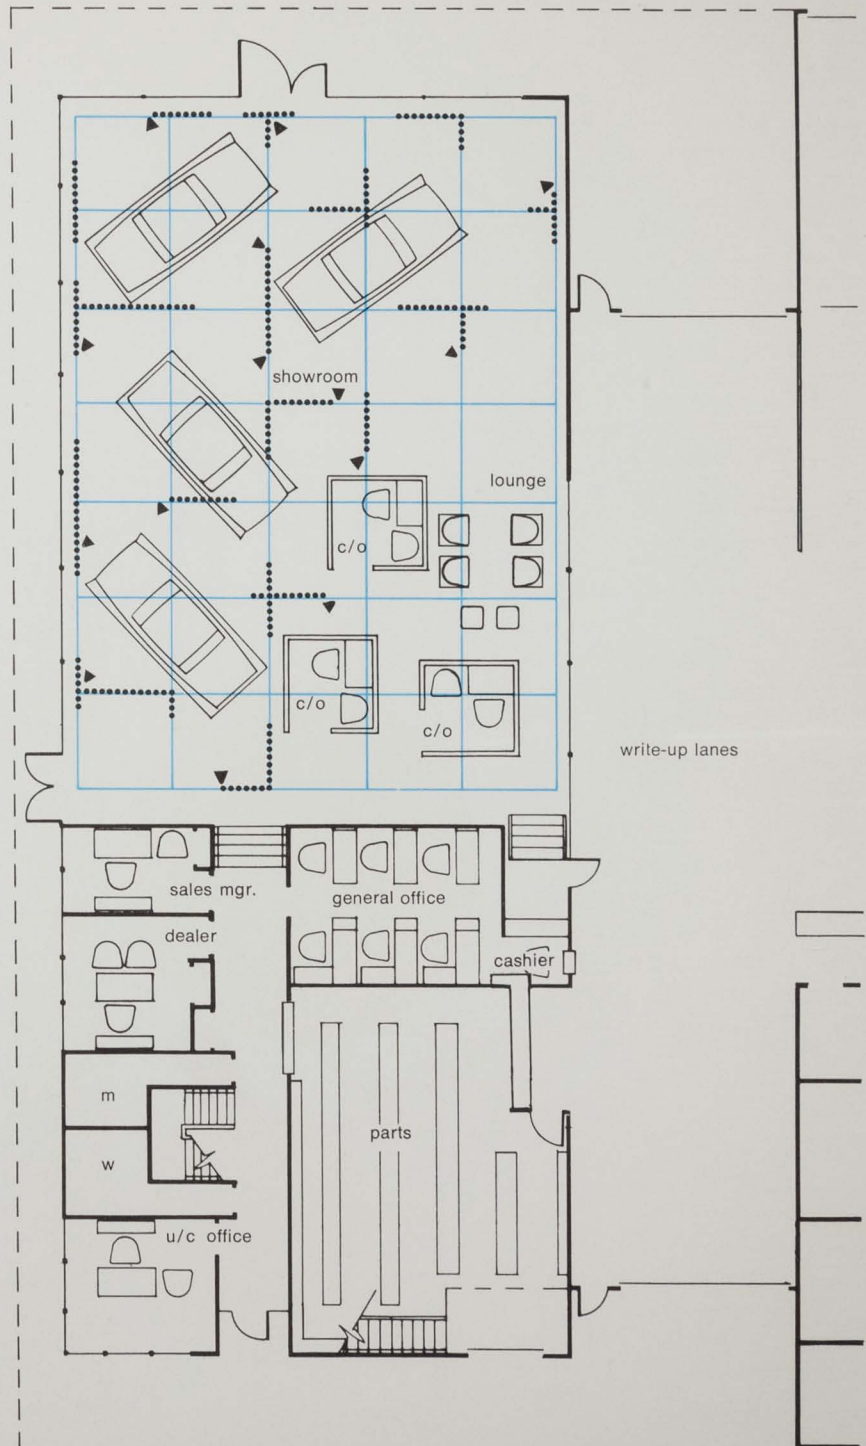 showroom
lounge
c/o
c/o
c/o
write-up lanes
sales mgr.
general office
dealer
cashier
m
parts
w
u/c office